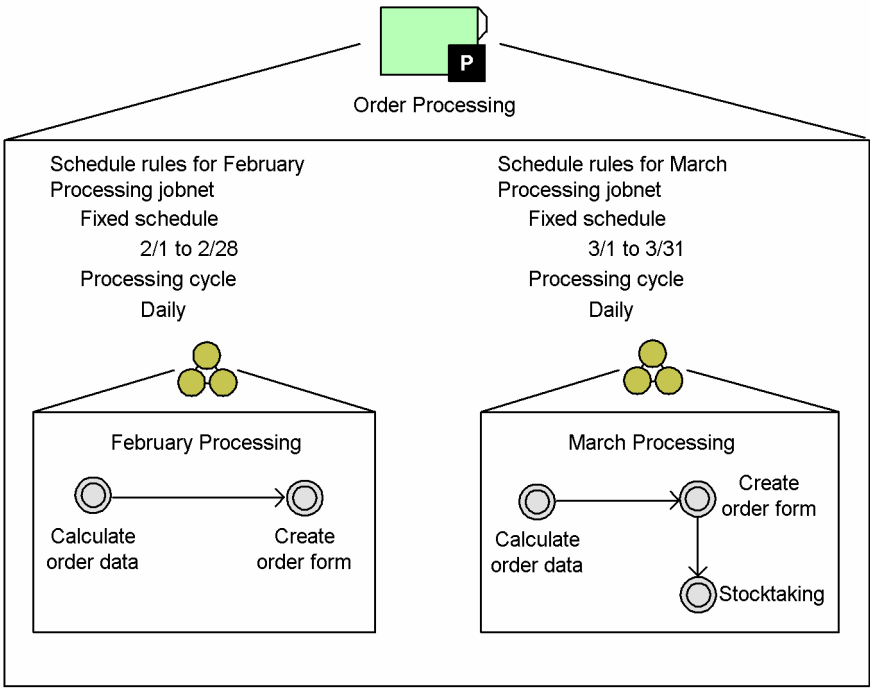 P
Order Processing
Schedule rules for February
Processing jobnet
Fixed schedule
2/1 to 2/28
Processing cycle
Daily
February Processing
Calculate
order data
Create
order form
Schedule rules for March
Processing jobnet
Fixed schedule
3/1 to 3/31
Processing cycle
Daily
March Processing
Calculate
order data
Create
order form
Stocktaking